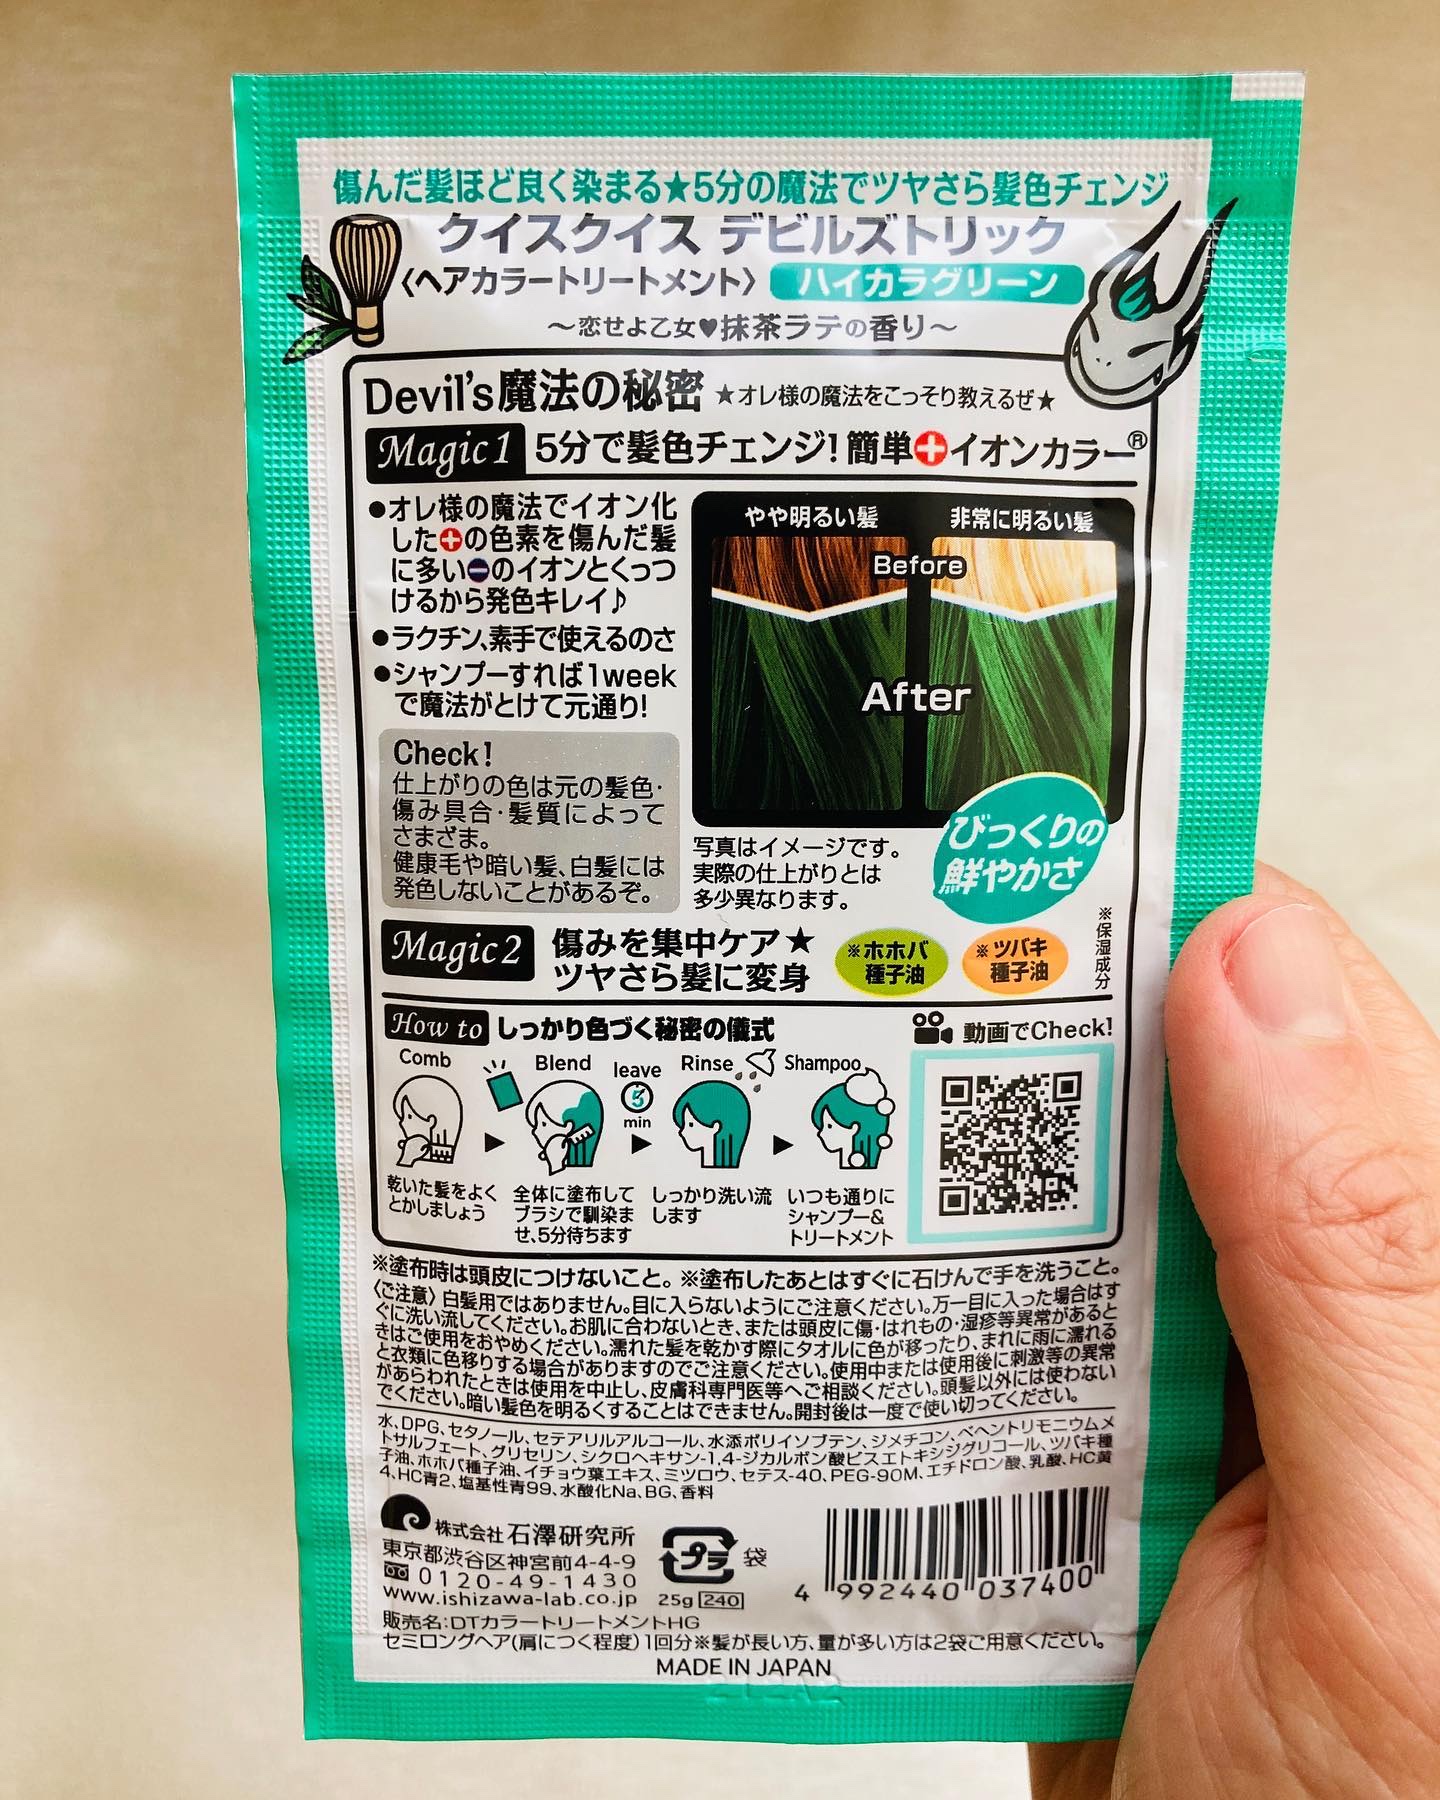 傷んだ髪ほど良く染まる★5分の魔法でツヤさら髪色チェンジ
クイスクイス デビルズトリック
〈ヘアカラートリートメント〉 ハイカラグリーン
～恋せよ乙女♥抹茶ラテの香り～
Devil's魔法の秘密 ★オレ様の魔法をこっそり教えるぜ★
Magic1 5分で髪色チェンジ!簡単+イオンカラー®
●オレ様の魔法でイオン化
した+の色素を傷んだ髪
に多い−のイオンとくっつ
けるから発色キレイ♪
●ラクチン、素手で使えるのさ
●シャンプーすれば1week
で魔法がとけて元通り!
Check!
仕上がりの色は元の髪色・
傷み具合・髪質によって
さまざま。
健康毛や暗い髪、白髪には
発色しないことがあるぞ。
やや明るい髪 非常に明るい髪
Before
After
びっくりの
鮮やかさ
写真はイメージです。
実際の仕上がりとは
多少異なります。
Magic2 傷みを集中ケア★
ツヤさら髪に変身
※ホホバ
種子油
※ツバキ
種子油
※保湿成分
How to しっかり色づく秘密の儀式
動画でCheck!
Comb
乾いた髪をよく
とかしましょう
Blend
全体に塗布して
ブラシで馴染ま
せ、5分待ちます
leave
5
min
Rinse
しっかり洗い流
します
Shampoo
いつも通りに
シャンプー&
トリートメント
※塗布時は頭皮につけないこと。※塗布したあとはすぐに石けんで手を洗うこと。
〈ご注意〉白髪用ではありません。目に入らないようにご注意ください。万一目に入った場合はす
ぐに洗い流してください。お肌に合わないとき、または頭皮に傷・はれもの・湿疹等異常があると
きはご使用をおやめください。濡れた髪を乾かす際にタオルに色が移ったり、まれに雨に濡れる
と衣類に色移りする場合がありますのでご注意ください。使用中または使用後に刺激等の異常
があらわれたときは使用を中止し、皮膚科専門医等へご相談ください。頭髪以外には使わない
でください。暗い髪色を明るくすることはできません。開封後は一度で使い切ってください。
水、DPG、セタノール、セテアリルアルコール、水添ポリイソブテン、ジメチコン、ベヘントリモニウムメ
トサルフェート、グリセリン、シクロヘキサン-1,4-ジカルボン酸ビスエトキシジグリコール、ツバキ種
子油、ホホバ種子油、イチョウ葉エキス、ミツロウ、セテス-40、PEG-90M、エチドロン酸、乳酸、HC黄
4、HC青2、塩基性青99、水酸化Na、BG、香料
株式会社 石澤研究所
東京都渋谷区神宮前4-4-9
0120-49-1430
www.ishizawa-lab.co.jp
プラ 袋
25g 240
4 992440 037400
販売名:DTカラートリートメントHG
セミロングヘア(肩につく程度)1回分※髪が長い方、量が多い方は2袋ご用意ください。
MADE IN JAPAN